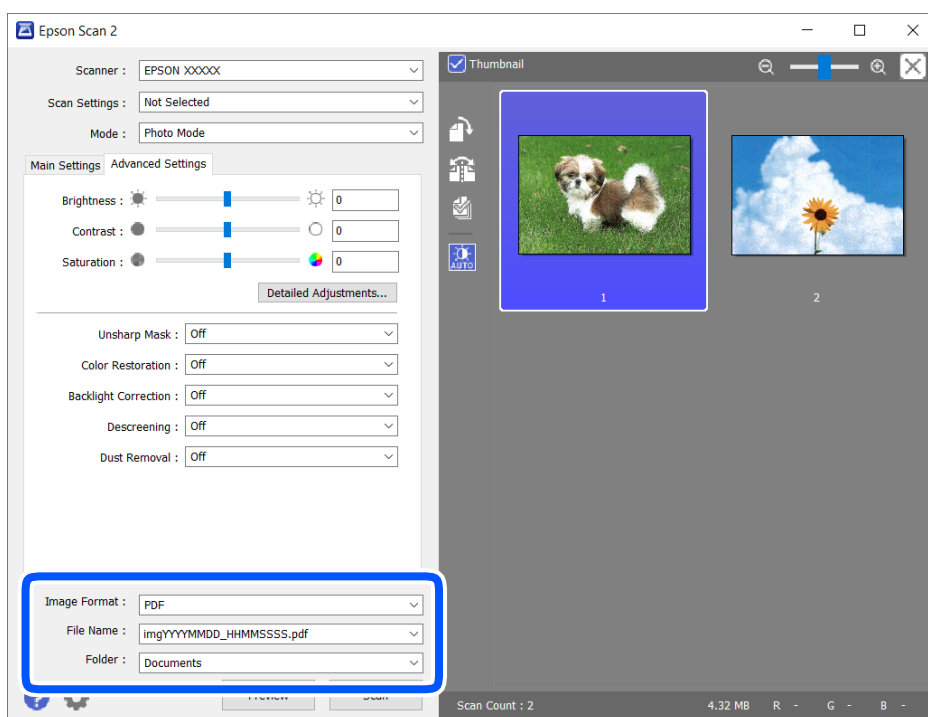 Epson Scan 2
Scanner : EPSON XXXXX
Scan Settings : Not Selected
Mode : Photo Mode
Main Settings Advanced Settings
Brightness : 0
Contrast : 0
Saturation : 0
Detailed Adjustments...
Unsharp Mask : Off
Color Restoration : Off
Backlight Correction : Off
Descreening : Off
Dust Removal : Off
Image Format : PDF
File Name : imgYYYYMMDD_HHMMSSSS.pdf
Folder : Documents
Preview Scan
Thumbnail
AUTO
1 2
Scan Count : 2 4.32 MB R - G - B -